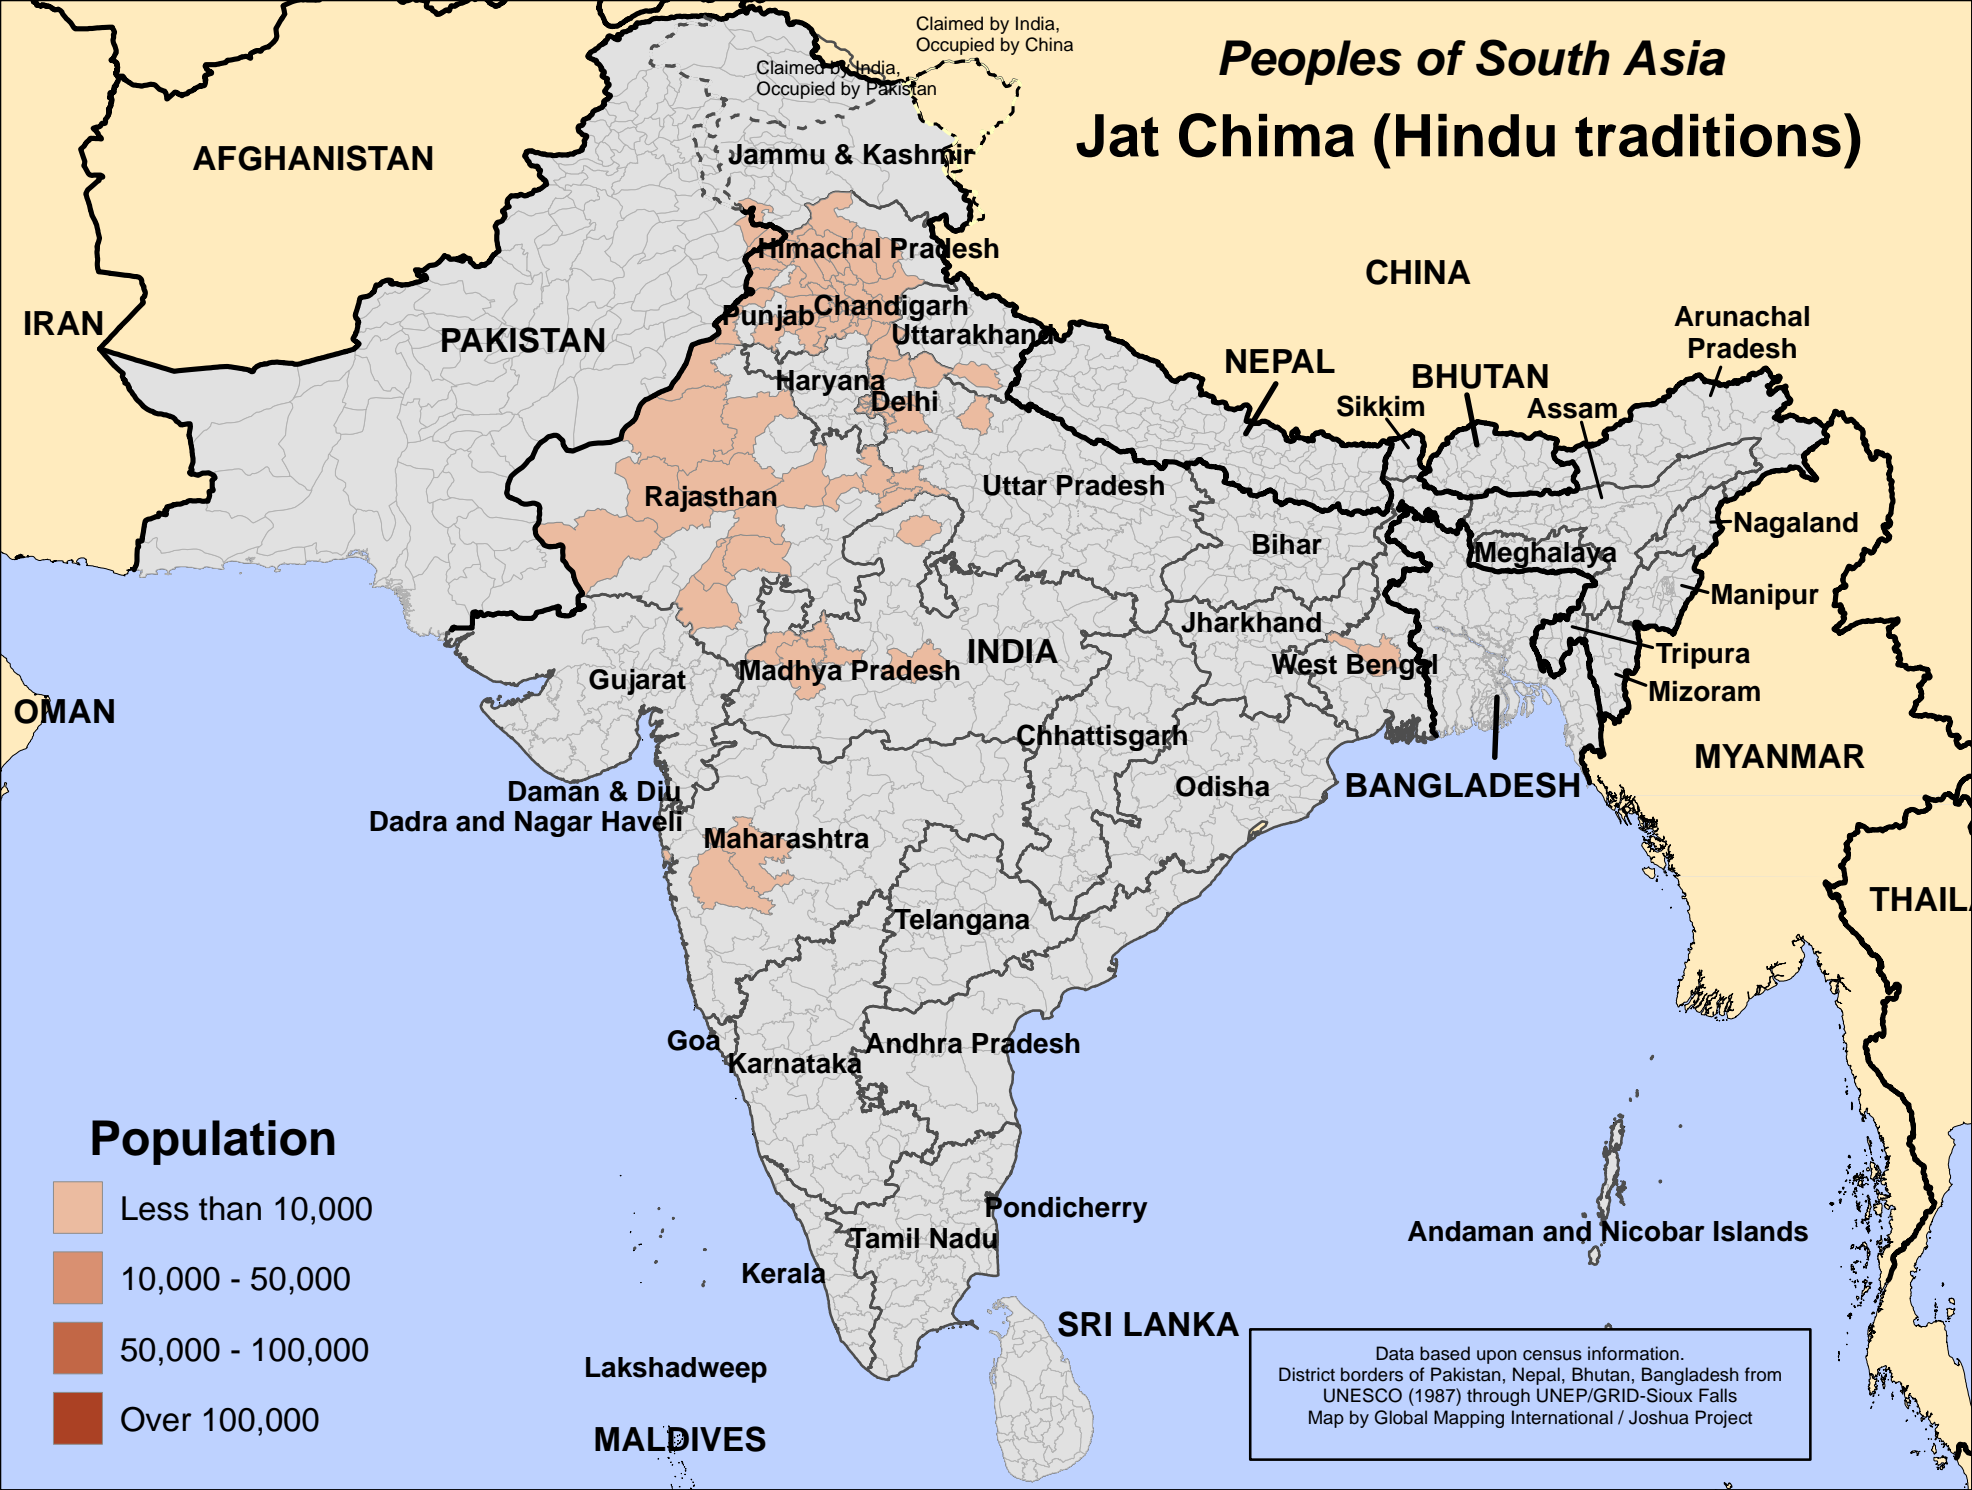 Claimed by India,
Occupied by China
Peoples of South Asia
Claimed by India,
Occupied by Pakistan
Jat Chima (Hindu traditions)
AFGHANISTAN
Jammu & Kashmir
Himachal Pradesh
CHINA
IRAN
PAKISTAN
Punjab
Chandigarh
Uttarakhand
Arunachal
Pradesh
NEPAL
BHUTAN
Haryana
Delhi
Sikkim
Assam
Rajasthan
Uttar Pradesh
Nagaland
Bihar
Meghalaya
Manipur
Jharkhand
INDIA
West Bengal
Tripura
Gujarat
Madhya Pradesh
Mizoram
OMAN
Chhattisgarh
MYANMAR
Odisha
BANGLADESH
Daman & Diu
Dadra and Nagar Haveli
Maharashtra
THAIL
Telangana
Goa
Karnataka
Andhra Pradesh
Population
Less than 10,000
10,000 - 50,000
50,000 - 100,000
Over 100,000
Pondicherry
Tamil Nadu
Andaman and Nicobar Islands
Kerala
SRI LANKA
Lakshadweep
MALDIVES
Data based upon census information.
District borders of Pakistan, Nepal, Bhutan, Bangladesh from
UNESCO (1987) through UNEP/GRID-Sioux Falls
Map by Global Mapping International / Joshua Project